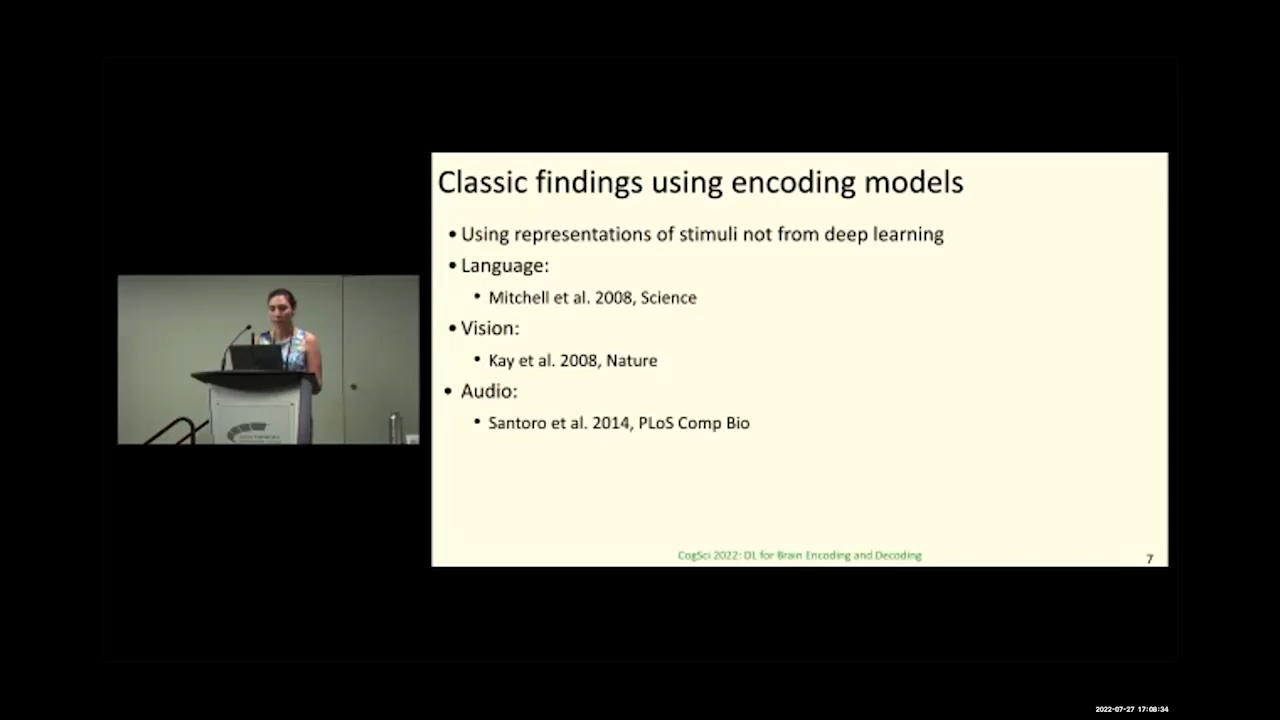 Classic findings using encoding models
• Using representations of stimuli not from deep learning
• Language:
• Mitchell et al. 2008, Science
• Vision:
• Kay et al. 2008, Nature
• Audio:
• Santoro et al. 2014, PLoS Comp Bio
CogSci 2022: DL for Brain Encoding and Decoding
7
2022-07-27 17:08:34